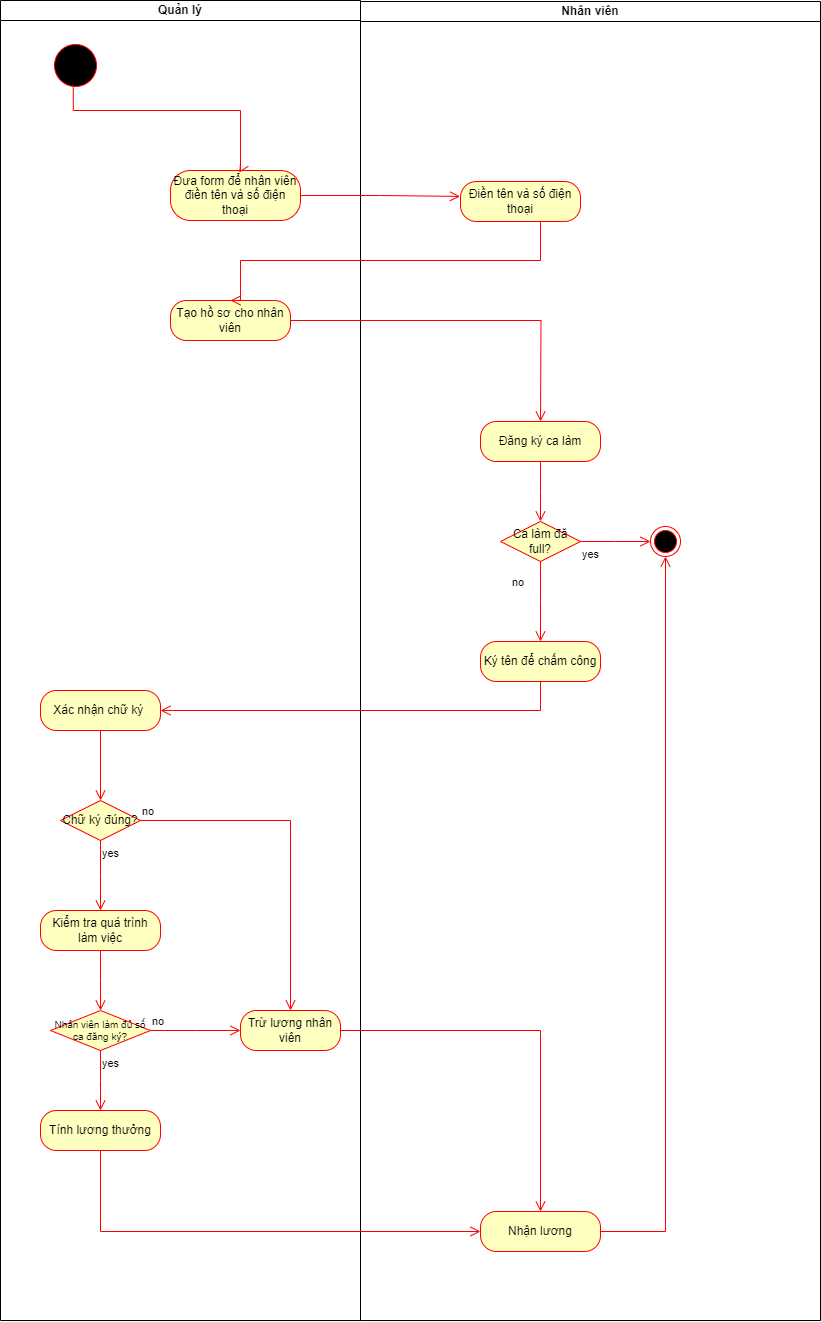 Quản lý
Nhân viên
Đưa form để nhân viên
điền tên và số điện
thoại
Điền tên và số điện
thoại
Tạo hồ sơ cho nhân
viên
Đăng ký ca làm
Ca làm đã
full?
yes
no
Ký tên để chấm công
Xác nhận chữ ký
Chữ ký đúng?
no
yes
Kiểm tra quá trình
làm việc
Nhân viên làm đủ số
ca đăng ký?
no
yes
Trừ lương nhân
viên
Tính lương thưởng
Nhận lương